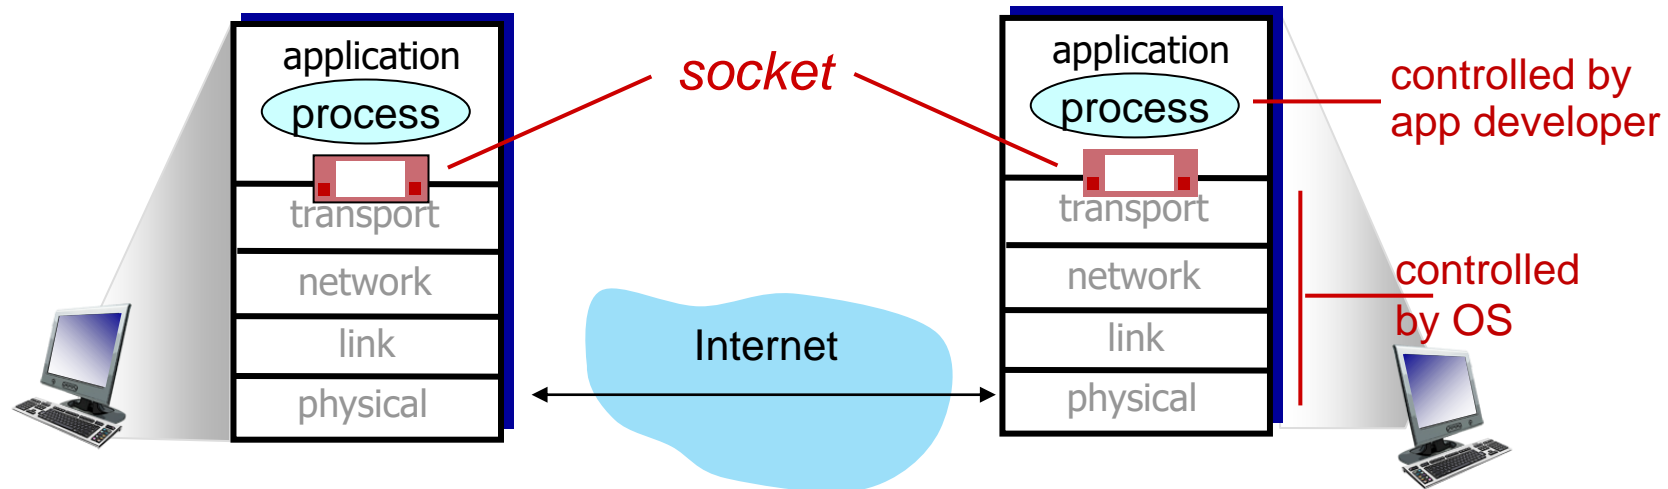 application
process
transport
network
link
physical
socket
Internet
application
process
transport
network
link
physical
controlled by
app developer
controlled
by OS